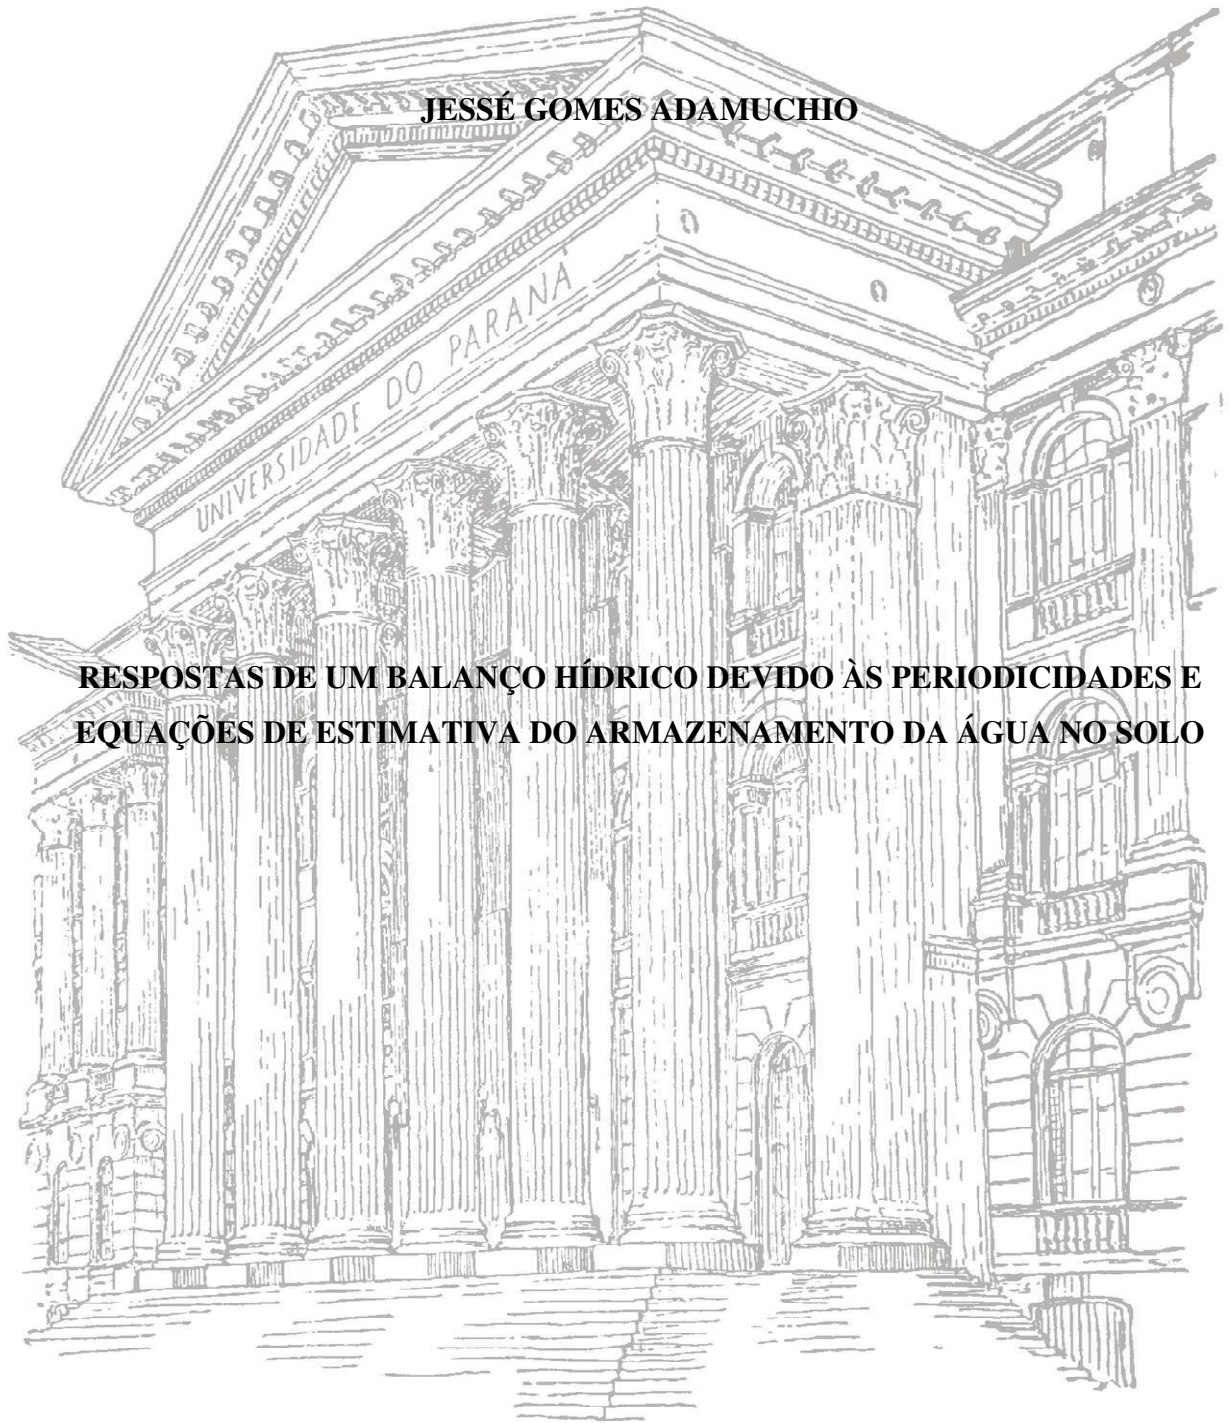 JESSÉ GOMES ADAMUCHIO
UNIVERSIDADE DO PARANÁ
RESPOSTAS DE UM BALANÇO HÍDRICO DEVIDO ÀS PERIODICIDADES E
EQUAÇÕES DE ESTIMATIVA DO ARMAZENAMENTO DA ÁGUA NO SOLO